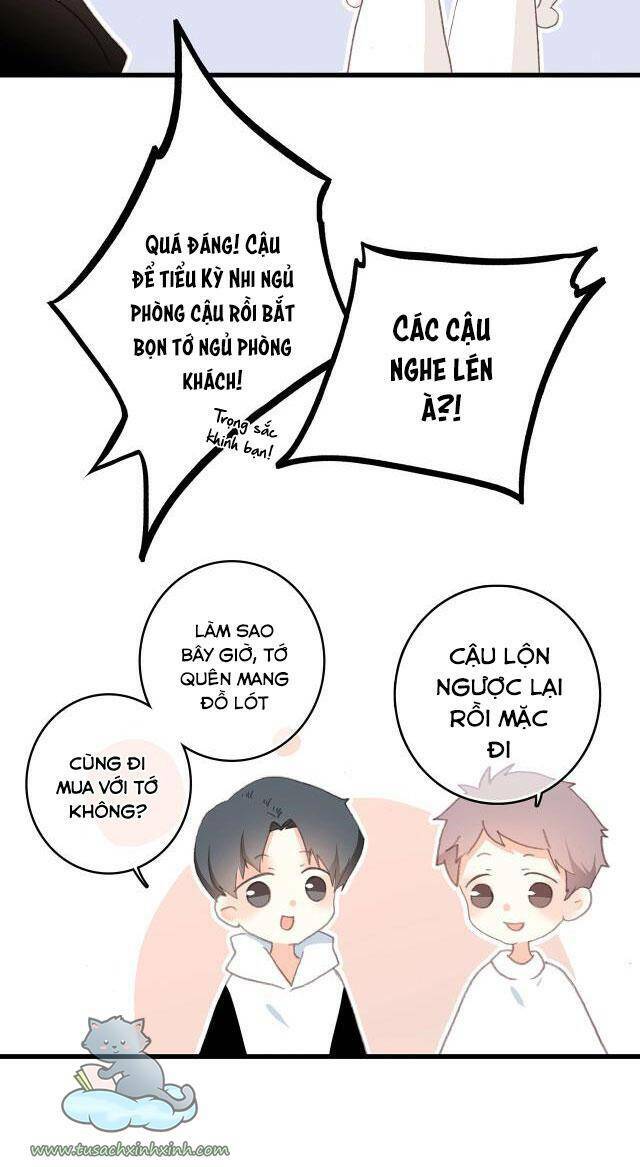 QUÁ ĐÁNG! CẬU
ĐỂ TIỂU KỲ NHI NGỦ
PHÒNG CẬU RỒI BẮT
BỌN TỚ NGỦ PHÒNG
KHÁCH!
Trọng sắc
khinh bạn!
CÁC CẬU
NGHE LÉN
À?!
LÀM SAO
BÂY GIỜ, TỚ
QUÊN MANG
ĐỒ LÓT
CÙNG ĐI
MUA VỚI TỚ
KHÔNG?
CẬU LỘN
NGƯỢC LẠI
RỒI MẶC
ĐI
www.tusachxinhxinh.com